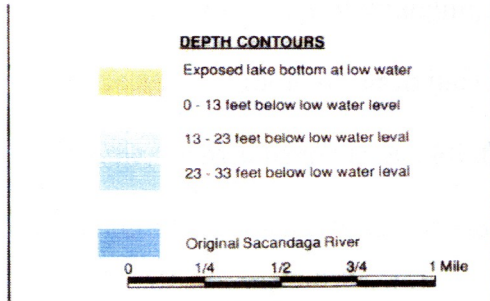 DEPTH CONTOURS
Exposed lake bottom at low water
0 - 13 feet below low water level
13 - 23 feet below low water leval
23 - 33 feet below low water leval
Original Sacandaga River
0 1/4 1/2 3/4 1 Mile